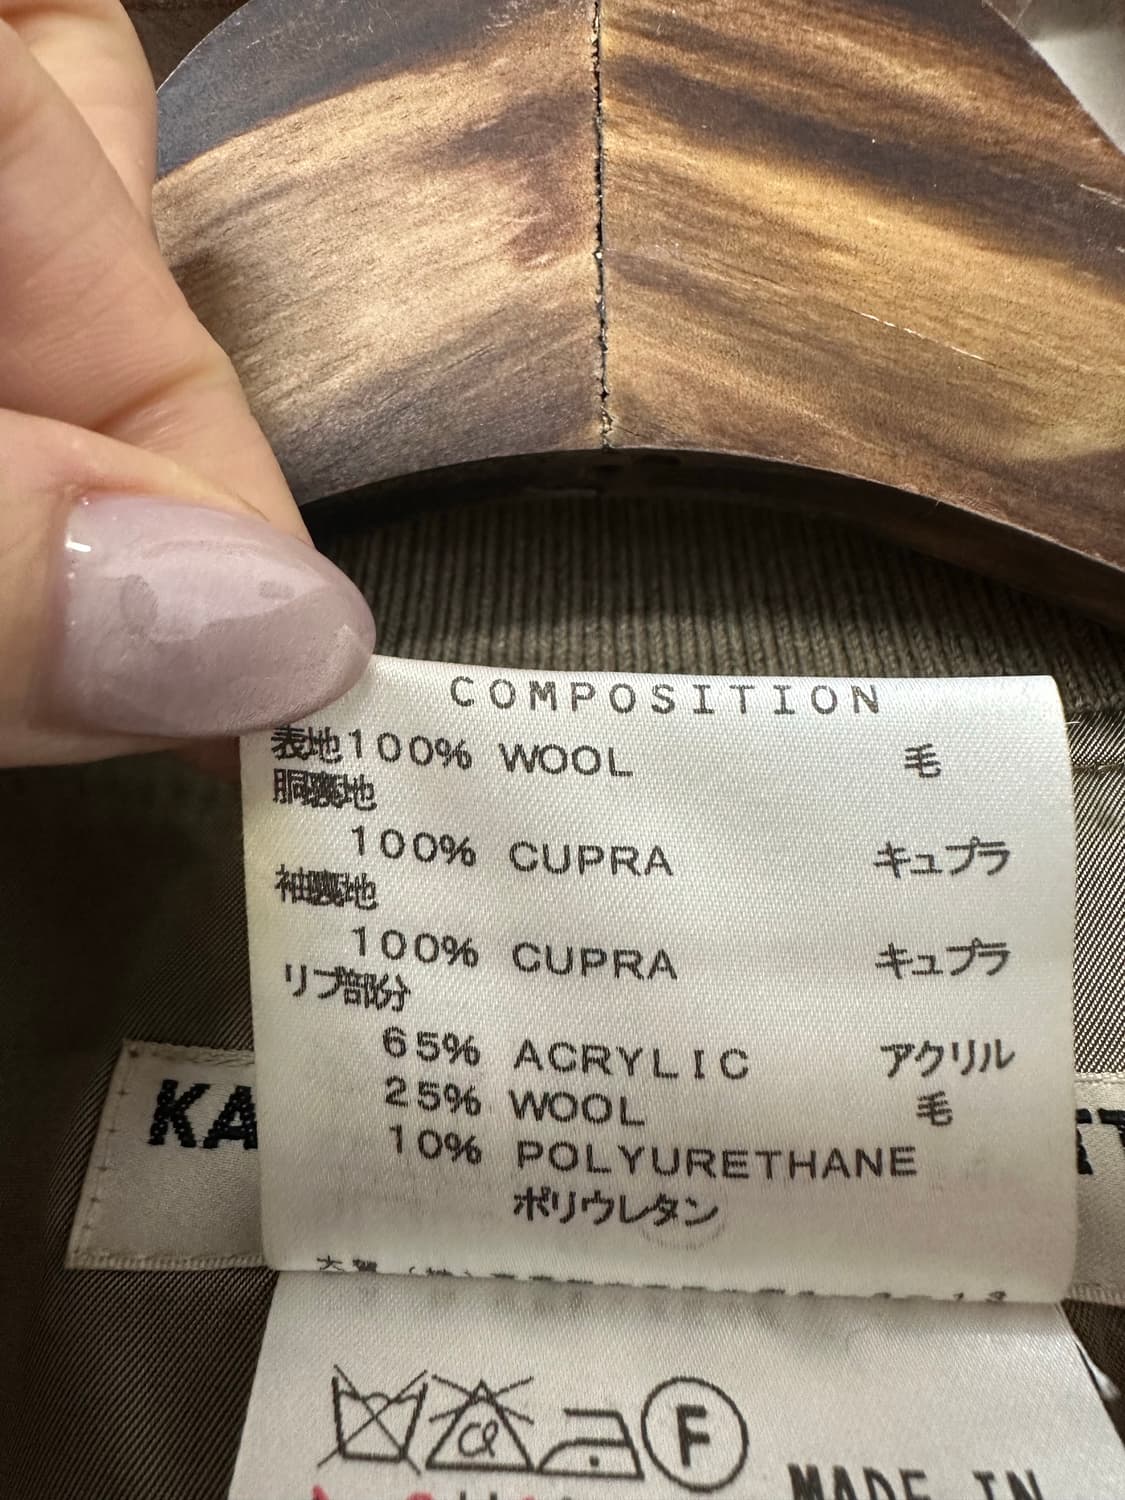 COMPOSITION
表地100% WOOL 毛
胴裏地
100% CUPRA キュプラ
袖裏地
100% CUPRA キュプラ
リブ部分
65% ACRYLIC アクリル
25% WOOL 毛
10% POLYURETHANE
ポリウレタン
KA
Cl
F
MADE IN